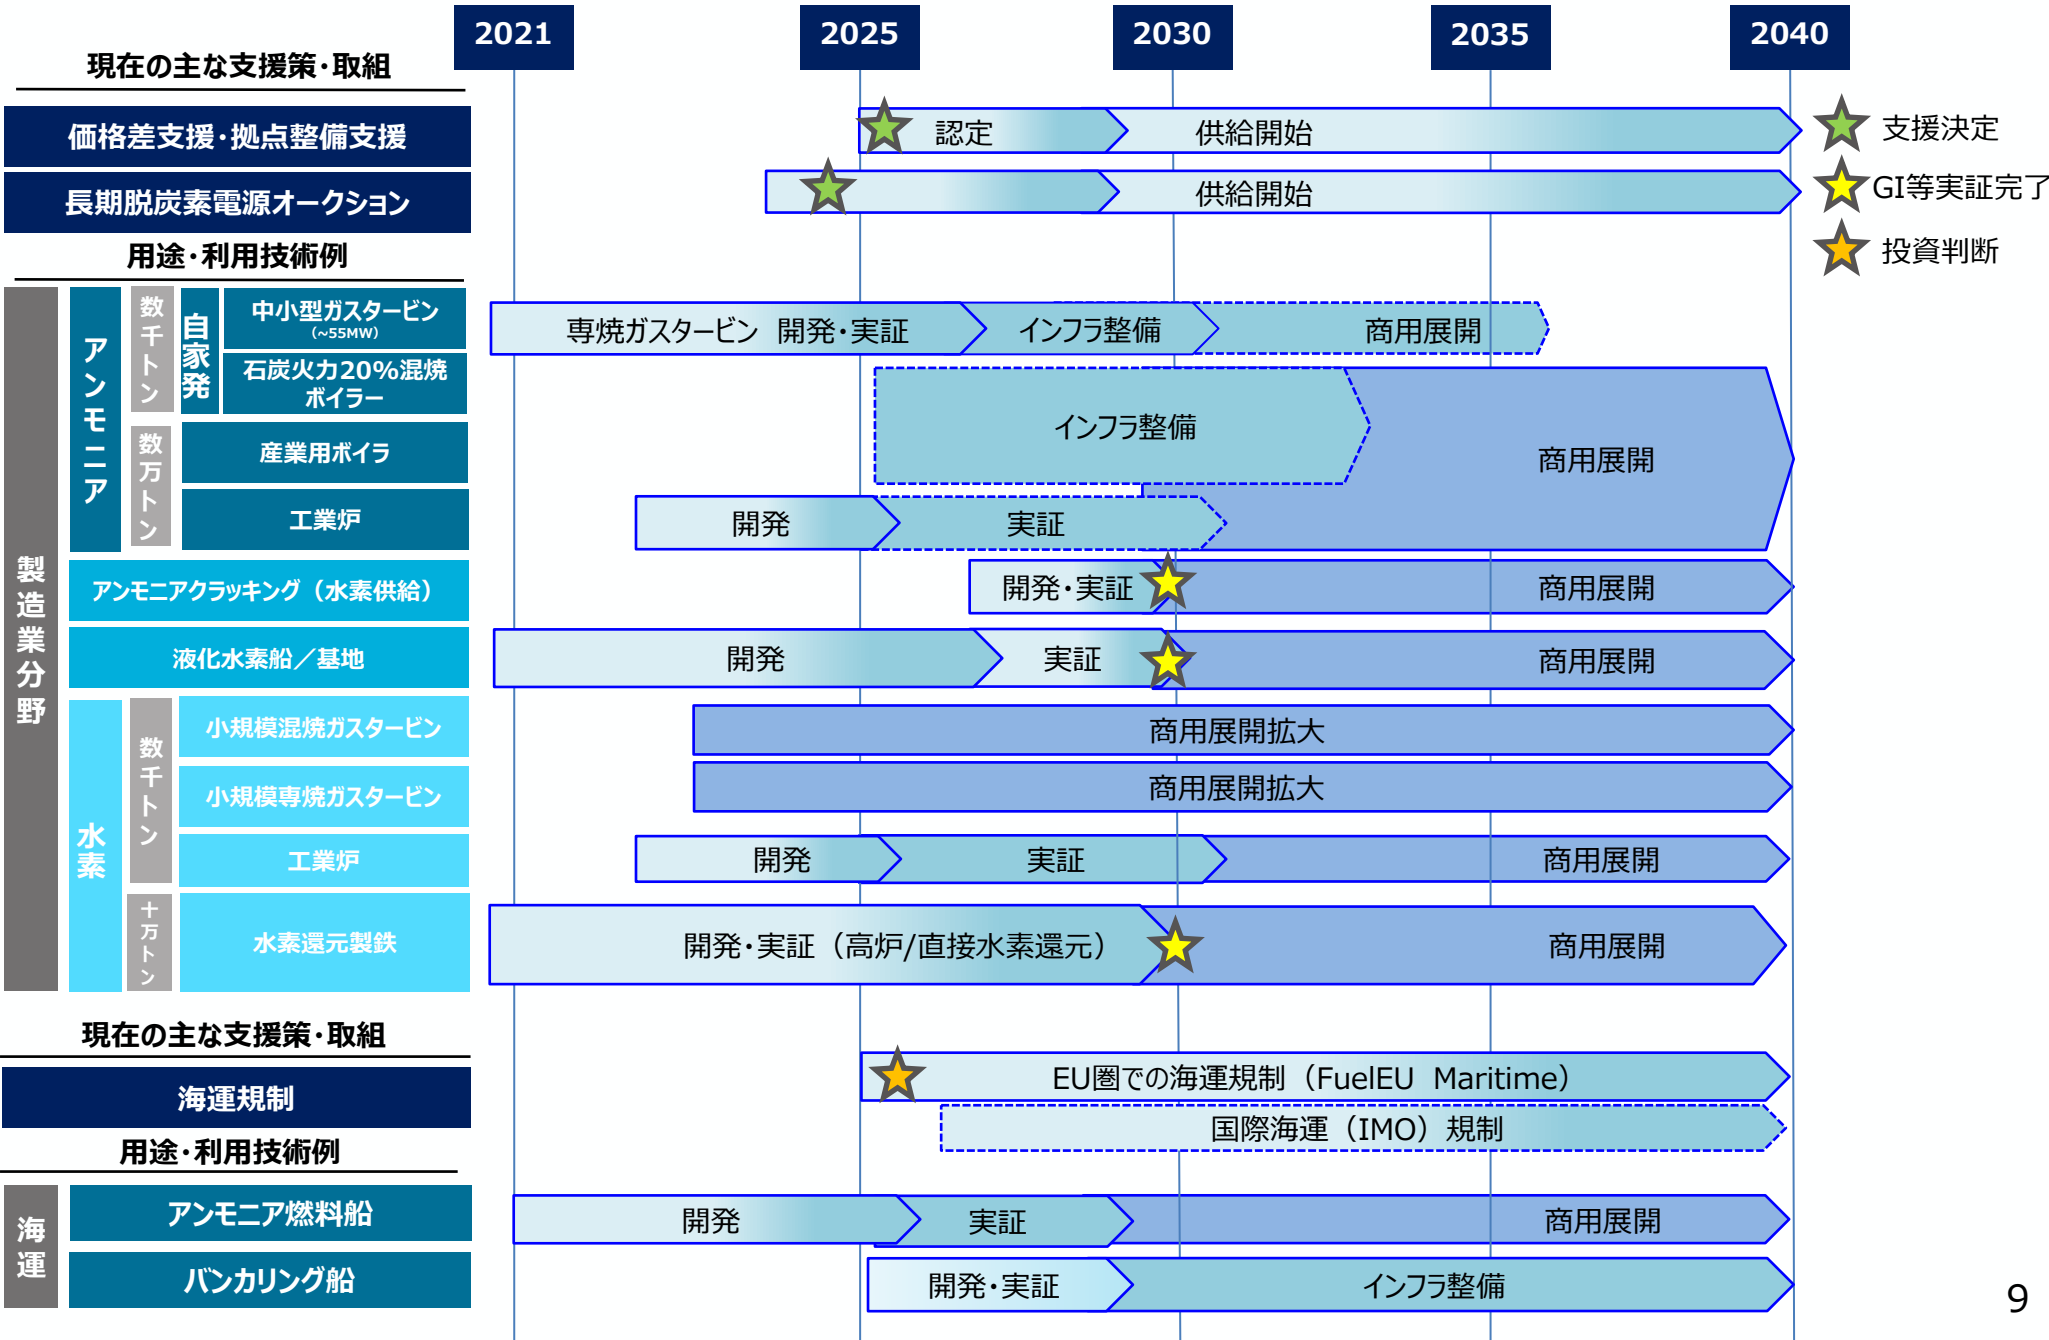 2021
2025
2030
2035
2040
現在の主な支援策・取組
価格差支援・拠点整備支援
認定
供給開始
支援決定
長期脱炭素電源オークション
供給開始
GI等実証完了
投資判断
用途・利用技術例
製造業分野
アンモニア
数千トン
自家発
中小型ガスタービン
（~55MW）
専焼ガスタービン 開発・実証
インフラ整備
商用展開
石炭火力20%混焼
ボイラー
インフラ整備
商用展開
数万トン
産業用ボイラ
工業炉
開発
実証
アンモニアクラッキング（水素供給）
開発・実証
商用展開
液化水素船／基地
開発
実証
商用展開
水素
数千トン
小規模混焼ガスタービン
商用展開拡大
小規模専焼ガスタービン
商用展開拡大
工業炉
開発
実証
商用展開
十万トン
水素還元製鉄
開発・実証（高炉/直接水素還元）
商用展開
現在の主な支援策・取組
海運規制
EU圏での海運規制（FuelEU Maritime）
国際海運（IMO）規制
用途・利用技術例
海運
アンモニア燃料船
開発
実証
商用展開
バンカリング船
開発・実証
インフラ整備
9